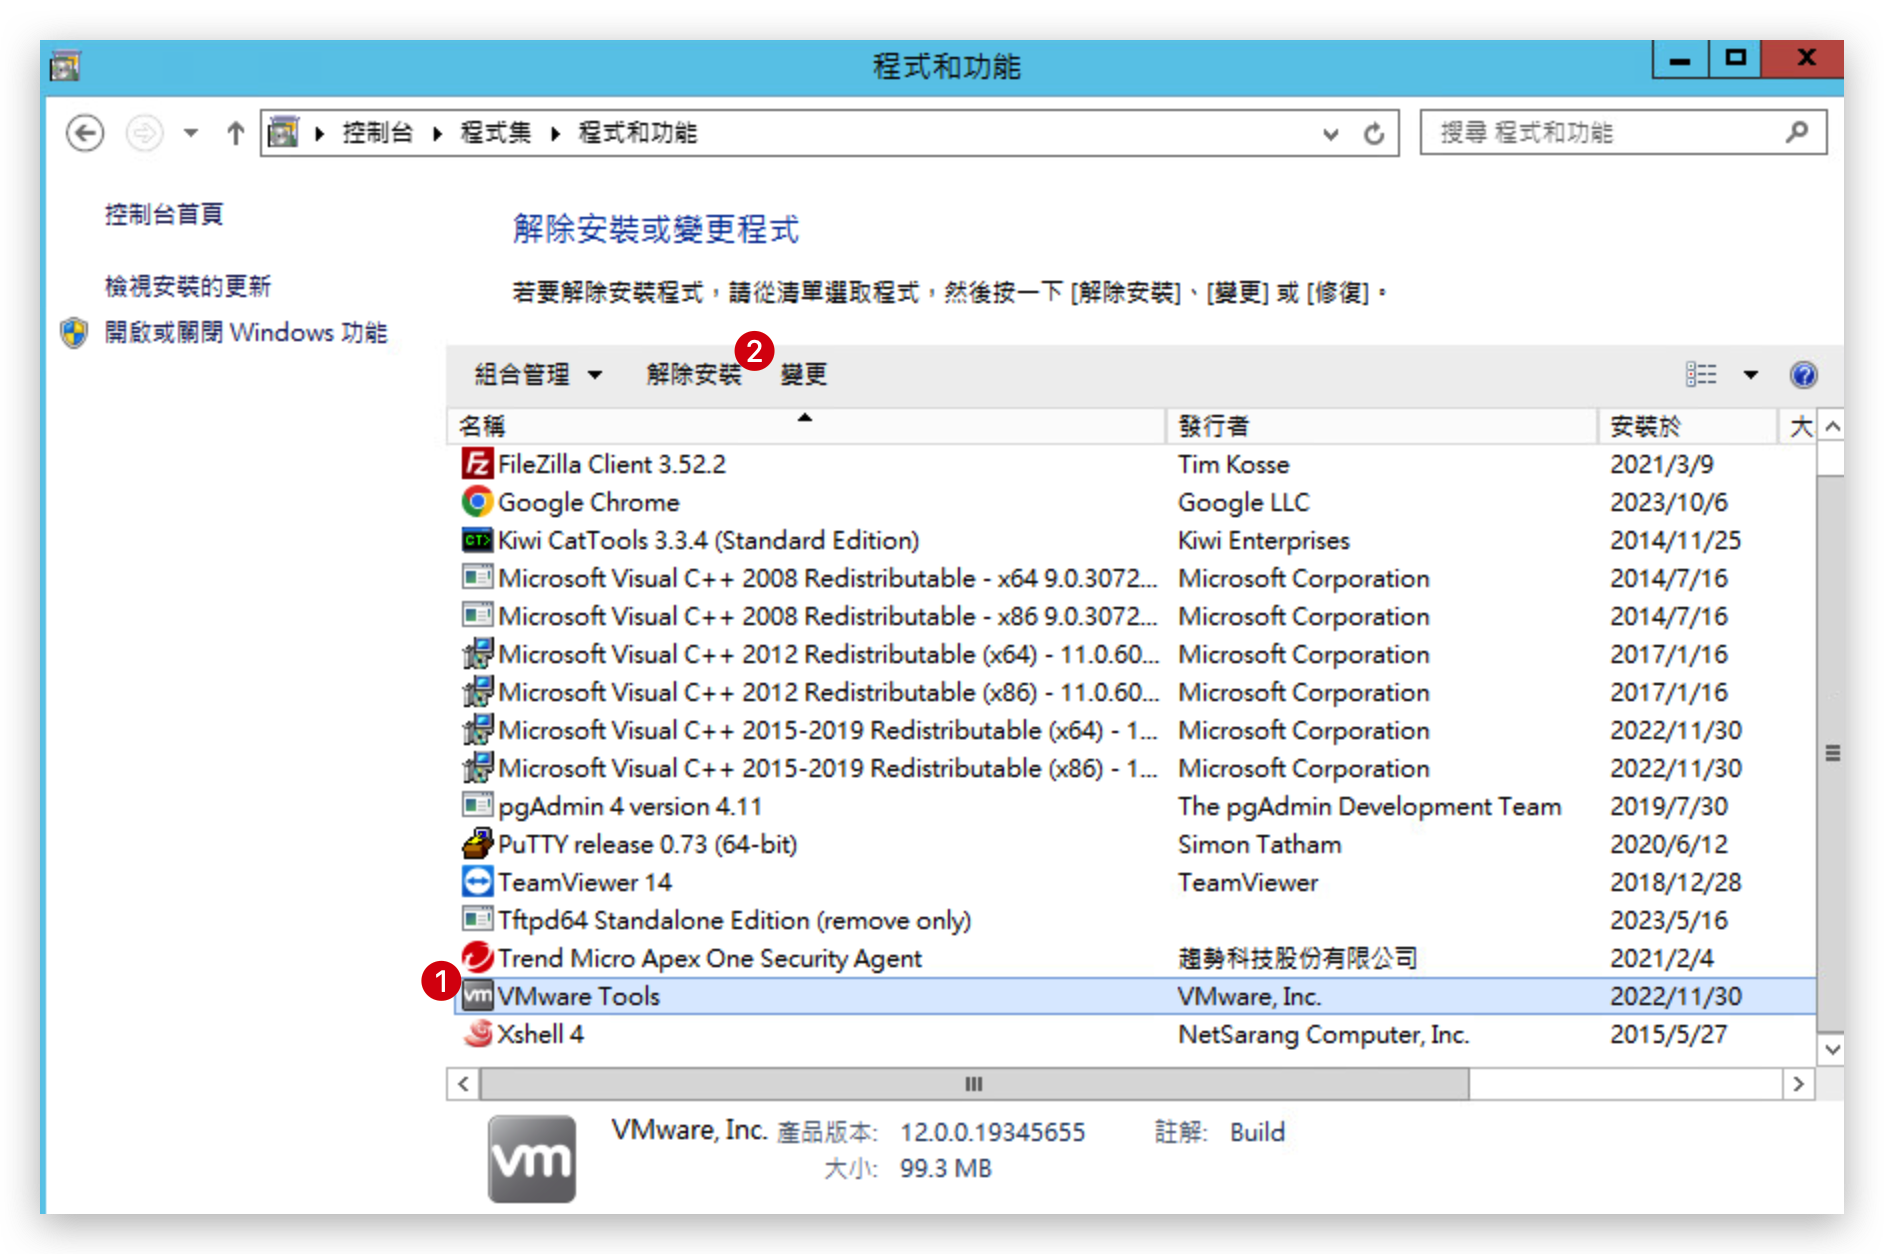 程式和功能
控制台 程式集 程式和功能
搜尋 程式和功能
控制台首頁
檢視安裝的更新
開啟或關閉 Windows 功能
解除安裝或變更程式
若要解除安裝程式，請從清單選取程式，然後按一下 [解除安裝]、[變更] 或 [修復]。
組合管理 解除安裝 2 變更
名稱 發行者 安裝於 大
FileZilla Client 3.52.2 Tim Kosse 2021/3/9
Google Chrome Google LLC 2023/10/6
Kiwi CatTools 3.3.4 (Standard Edition) Kiwi Enterprises 2014/11/25
Microsoft Visual C++ 2008 Redistributable - x64 9.0.3072... Microsoft Corporation 2014/7/16
Microsoft Visual C++ 2008 Redistributable - x86 9.0.3072... Microsoft Corporation 2014/7/16
Microsoft Visual C++ 2012 Redistributable (x64) - 11.0.60... Microsoft Corporation 2017/1/16
Microsoft Visual C++ 2012 Redistributable (x86) - 11.0.60... Microsoft Corporation 2017/1/16
Microsoft Visual C++ 2015-2019 Redistributable (x64) - 1... Microsoft Corporation 2022/11/30
Microsoft Visual C++ 2015-2019 Redistributable (x86) - 1... Microsoft Corporation 2022/11/30
pgAdmin 4 version 4.11 The pgAdmin Development Team 2019/7/30
PuTTY release 0.73 (64-bit) Simon Tatham 2020/6/12
TeamViewer 14 TeamViewer 2018/12/28
Tftpd64 Standalone Edition (remove only) 2023/5/16
Trend Micro Apex One Security Agent 趨勢科技股份有限公司 2021/2/4
1 vm VMware Tools VMware, Inc. 2022/11/30
Xshell 4 NetSarang Computer, Inc. 2015/5/27
vm VMware, Inc. 產品版本: 12.0.0.19345655 註解: Build
大小: 99.3 MB